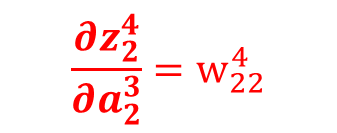 ∂z₂⁴/∂a₂³ = w₂₂⁴